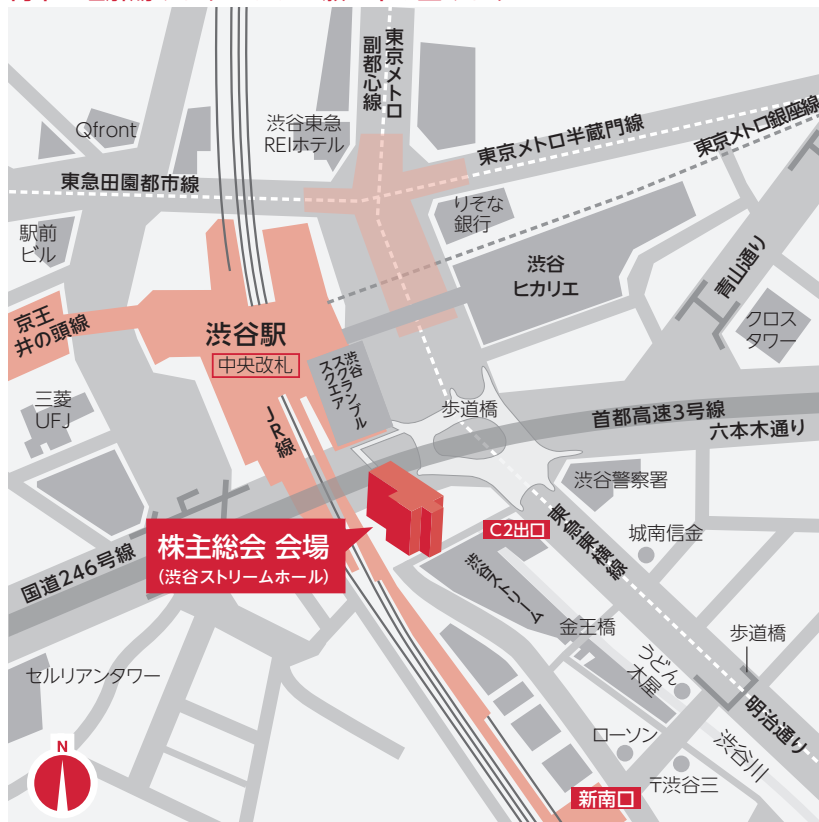 東京メトロ
副都心線
Qfront
渋谷東急
REIホテル
東京メトロ半蔵門線
東京メトロ銀座線
東急田園都市線
りそな
銀行
駅前
ビル
渋谷
ヒカリエ
青山通り
京王
井の頭線
渋谷駅
中央改札
クロス
タワー
渋谷
スクランブル
スクエア
三菱
UFJ
JR線
歩道橋
首都高速3号線
六本木通り
渋谷警察署
C2出口
東急東横線
城南信金
株主総会 会場
(渋谷ストリームホール)
国道246号線
渋谷ストリーム
金王橋
歩道橋
うどん
木屋
セルリアンタワー
明治通り
ローソン
渋谷川
N
〒渋谷三
新南口